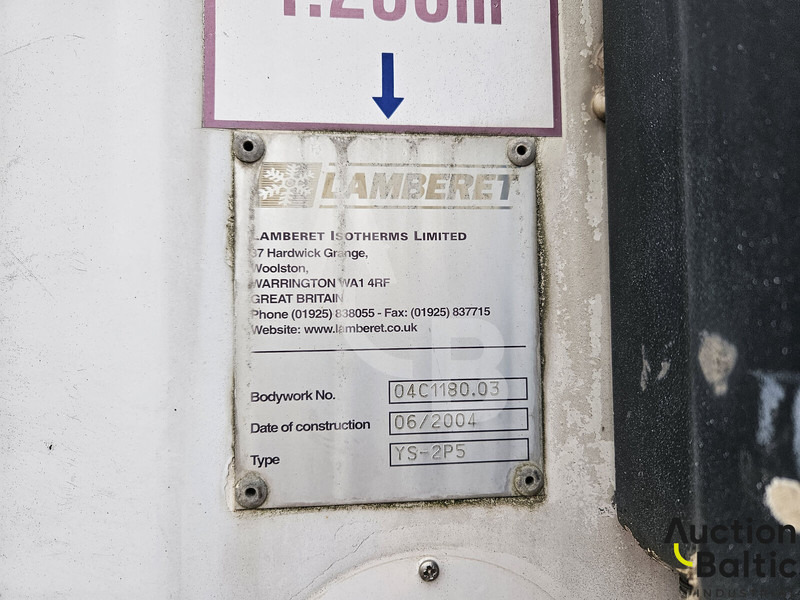 LAMBERET
LAMBERET ISOTHERMS LIMITED
37 Hardwick Grange,
Woolston,
WARRINGTON WA1 4RF
GREAT BRITAIN
Phone (01925) 838055 - Fax: (01925) 837715
Website: www.lamberet.co.uk
Bodywork No. 04C1180.03
Date of construction 06/2004
Type YS-2P5
Auction
Baltic
INDUSTRIAL